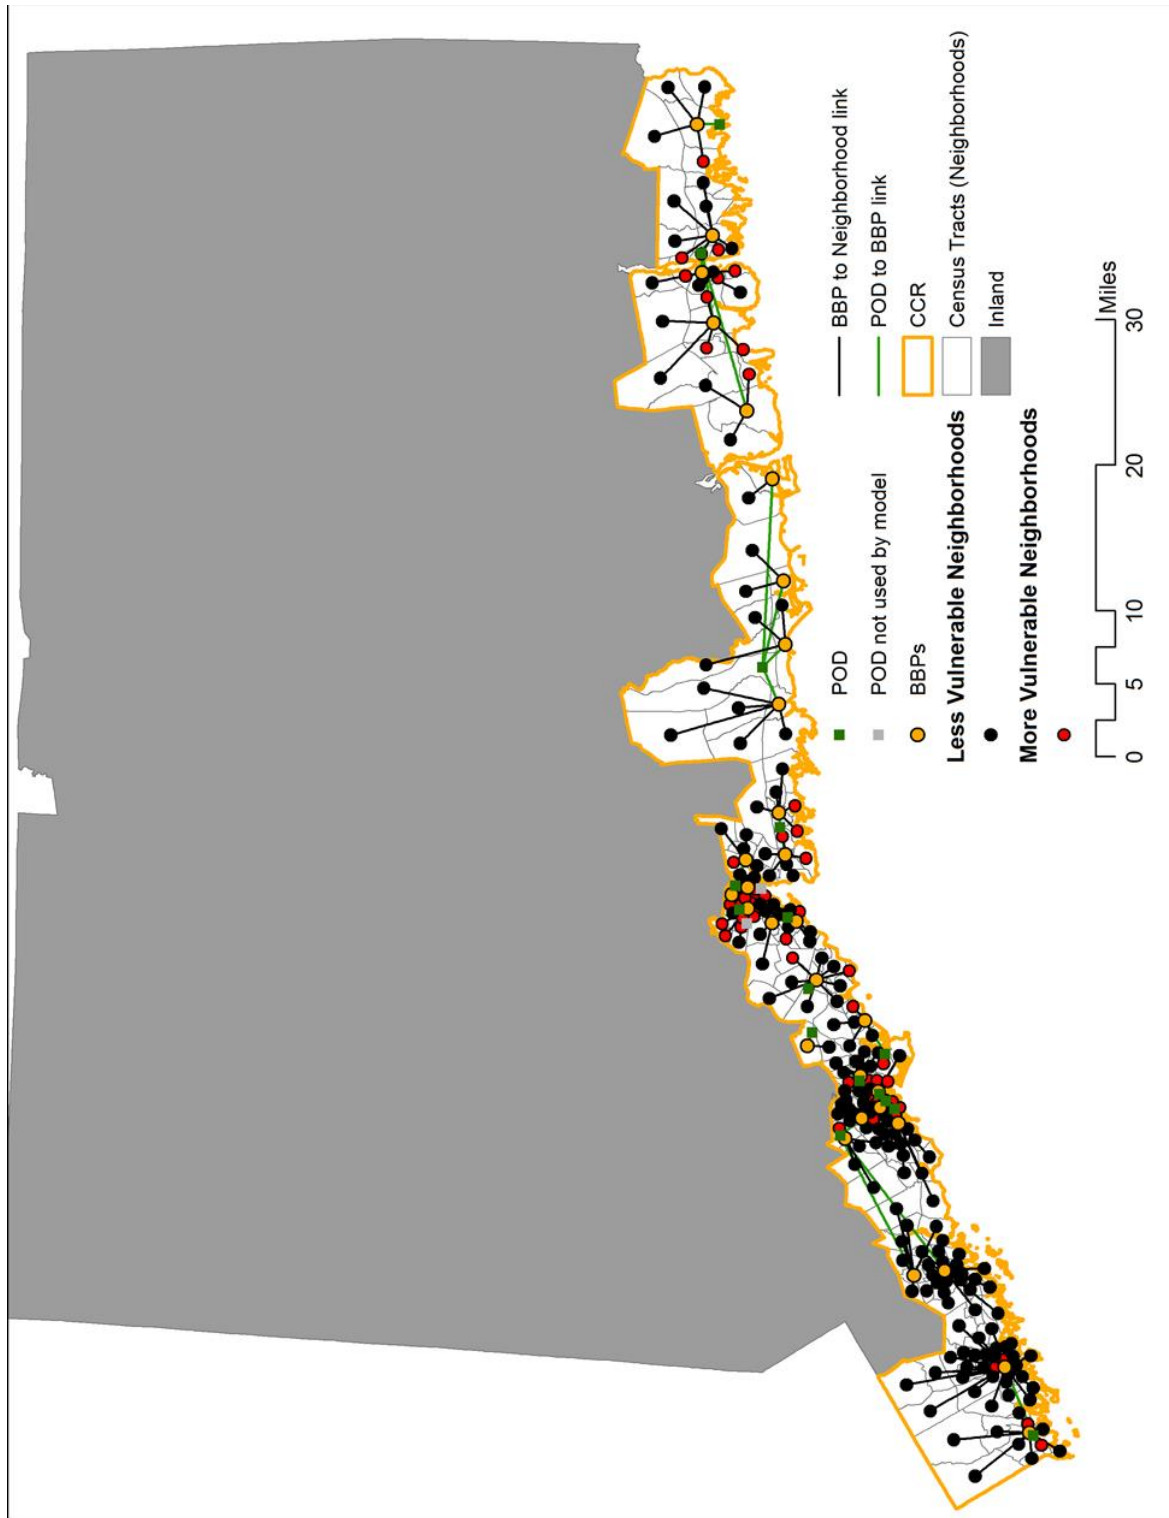 POD
POD not used by model
BBPs
Less Vulnerable Neighborhoods
More Vulnerable Neighborhoods
BBP to Neighborhood link
POD to BBP link
CCR
Census Tracts (Neighborhoods)
Inland
0 5 10 20 30
Miles